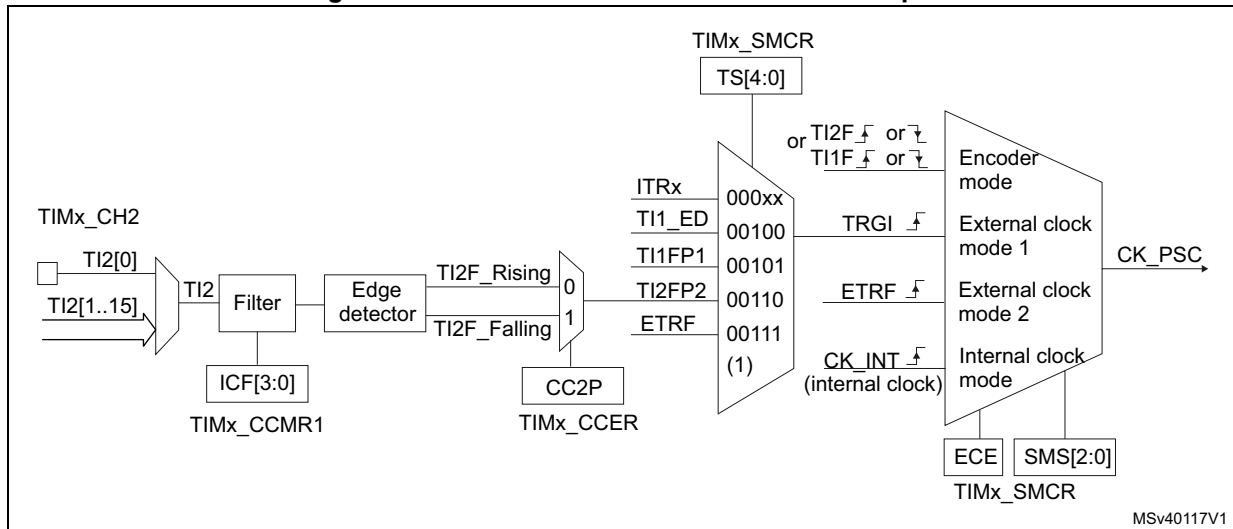 TIMx_SMCR
TS[4:0]
or TI2F or
TI1F or
Encoder
mode
ITRx
000xx
TIMx_CH2
TI1_ED
00100
TRGI
External clock
mode 1
CK_PSC
TI2[0]
TI1FP1
00101
TI2F_Rising
0
TI2
Filter
Edge
detector
TI2FP2
00110
ETRF
External clock
mode 2
TI2[1..15]
TI2F_Falling
1
ETRF
00111
(1)
CK_INT
(internal clock)
Internal clock
mode
ICF[3:0]
TIMx_CCMR1
CC2P
TIMx_CCER
ECE
SMS[2:0]
TIMx_SMCR
MSv40117V1